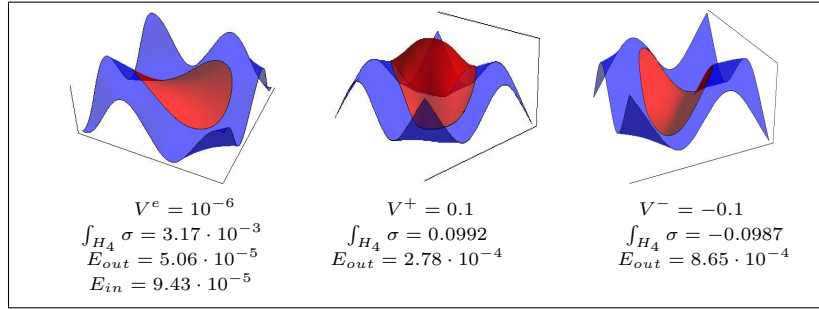 V^e = 10^{-6}
∫_{H_4} σ = 3.17 · 10^{-3}
E_{out} = 5.06 · 10^{-5}
E_{in} = 9.43 · 10^{-5}
V^+ = 0.1
∫_{H_4} σ = 0.0992
E_{out} = 2.78 · 10^{-4}
V^- = −0.1
∫_{H_4} σ = −0.0987
E_{out} = 8.65 · 10^{-4}